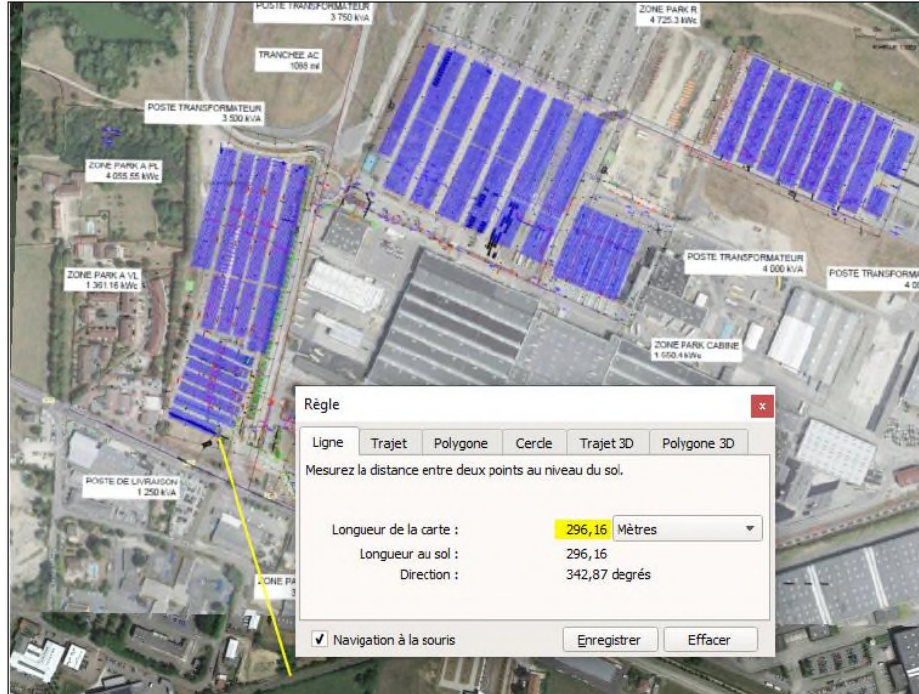 POSTE TRANSFORMATEUR
3 750 kVA
ZONE PARK R
4 725.3 kWc
TRANCHEE AC
1065 ml
POSTE TRANSFORMATEUR
3 500 kVA
ZONE PARK A PL
4 055.55 kWc
ZONE PARK A VL
1 361.16 kWc
POSTE TRANSFORMATEUR
4 000 kVA
POSTE TRANSFORMA
4 00
ZONE PARK CABINE
1 550.4 kWc
POSTE DE LIVRAISON
1 250 kVA
ZONE PA
3
Règle
x
Ligne Trajet Polygone Cercle Trajet 3D Polygone 3D
Mesurez la distance entre deux points au niveau du sol.
Longueur de la carte : 296,16 Mètres
Longueur au sol : 296,16
Direction : 342,87 degrés
Navigation à la souris Enregistrer Effacer